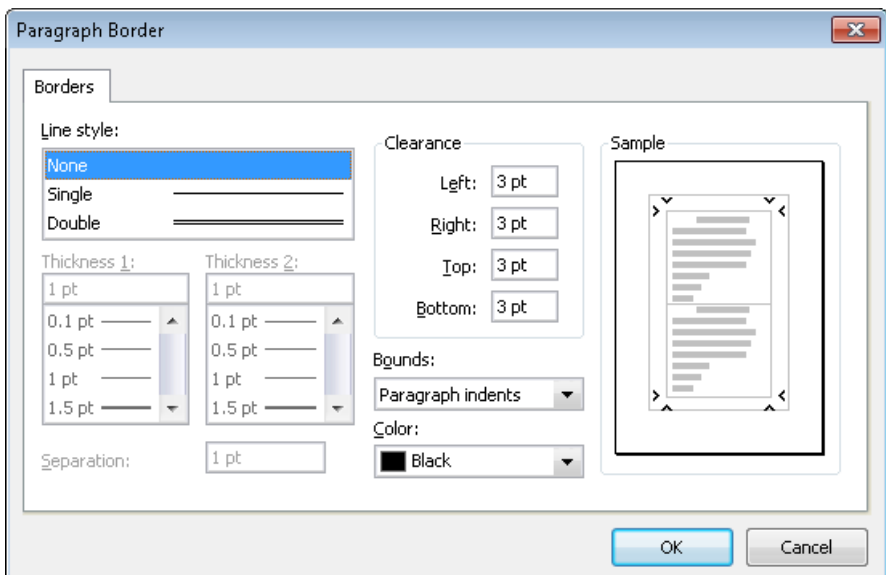 Paragraph Border
Borders
Line style:
None
Single
Double
Thickness 1:
1 pt
0.1 pt
0.5 pt
1 pt
1.5 pt
Thickness 2:
1 pt
0.1 pt
0.5 pt
1 pt
1.5 pt
Separation:
1 pt
Clearance
Left: 3 pt
Right: 3 pt
Top: 3 pt
Bottom: 3 pt
Bounds:
Paragraph indents
Color:
Black
Sample
OK
Cancel